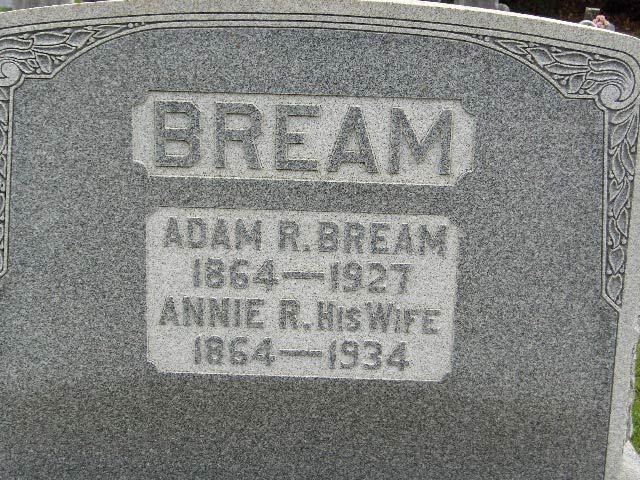 BREAM
ADAM R. BREAM
1864—1927
ANNIE R. HIS WIFE
1864—1934